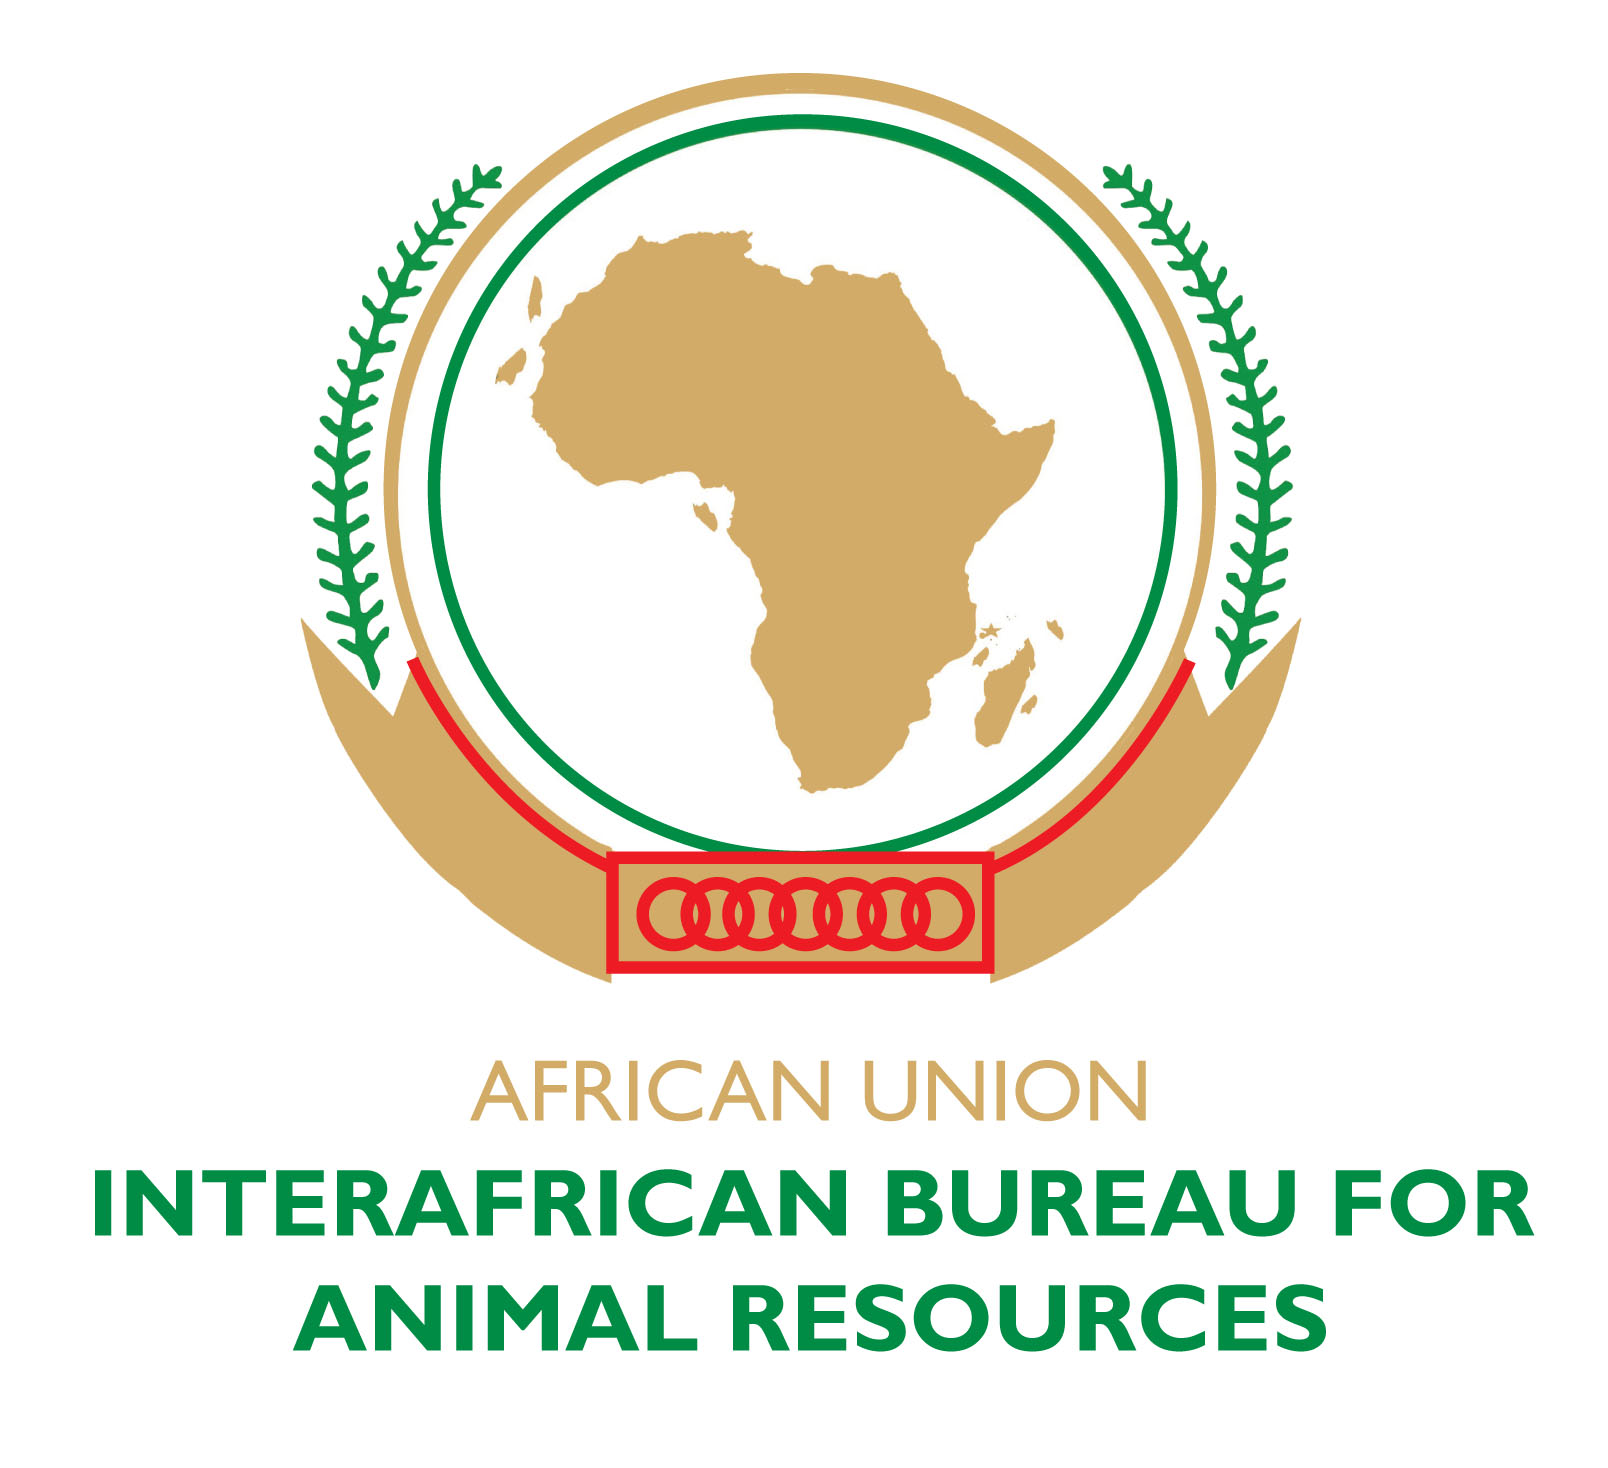 AFRICAN UNION
INTERAFRICAN BUREAU FOR
ANIMAL RESOURCES